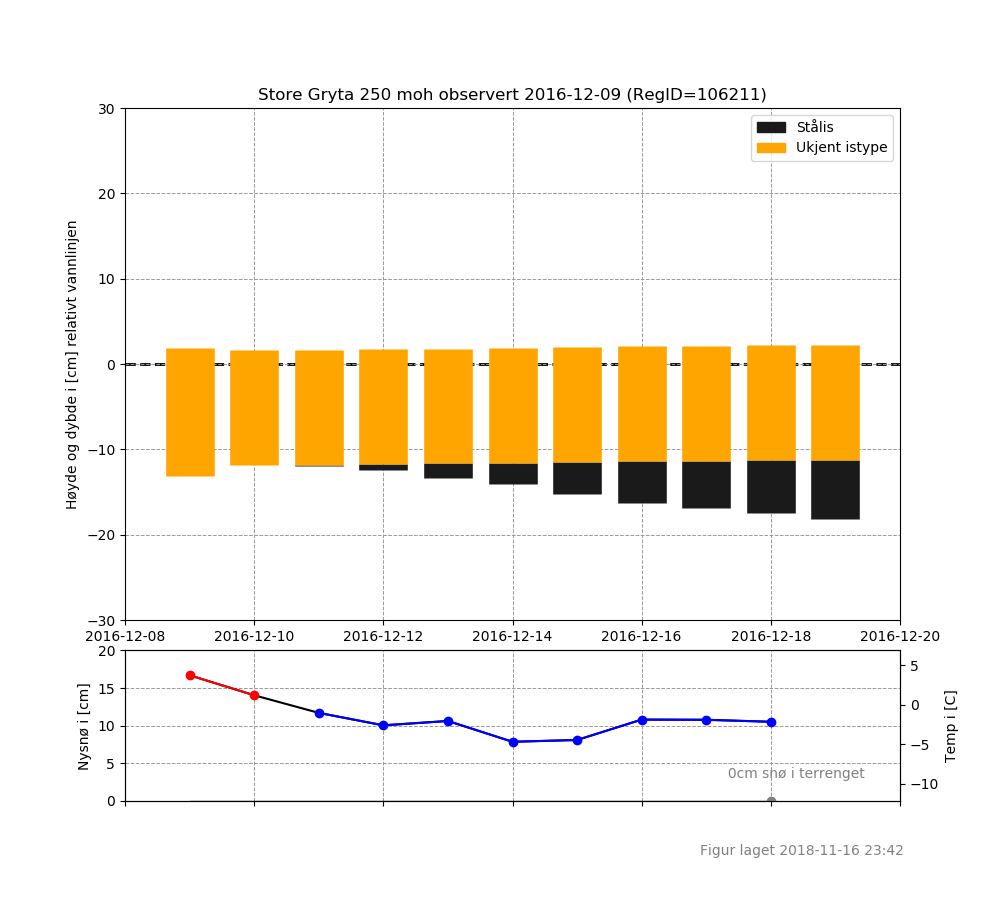 Store Gryta 250 moh observert 2016-12-09 (RegID=106211)
Stålis
Ukjent istype
Høyde og dybde i [cm] relativt vannlinjen
30
20
10
0
−10
−20
−30
2016-12-08 2016-12-10 2016-12-12 2016-12-14 2016-12-16 2016-12-18 2016-12-20
Nysnø i [cm]
20
15
10
5
0
5
0
−5
−10
Temp i [C]
0cm snø i terrenget
Figur laget 2018-11-16 23:42